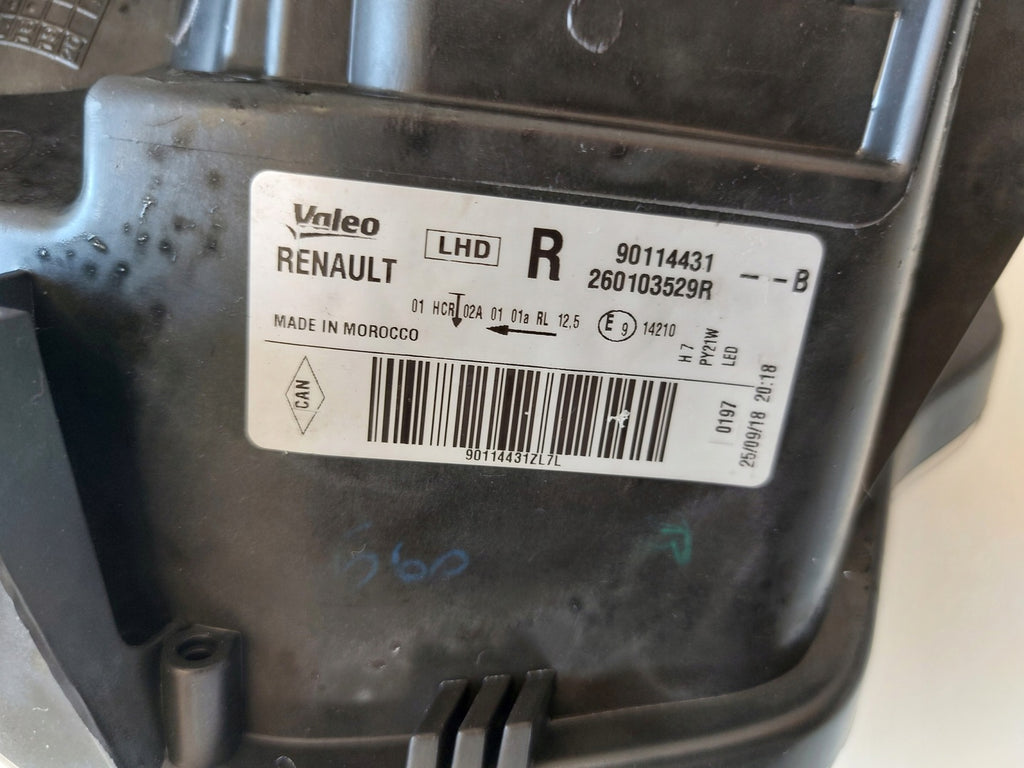 Valeo
RENAULT
LHD
R
90114431
260103529R
--B
01 HCR 02A 01 01a RL 12,5
E 9 14210
MADE IN MOROCCO
H7
PY21W
LED
CAN
90114431ZL7L
0197
25/09/18 20:18